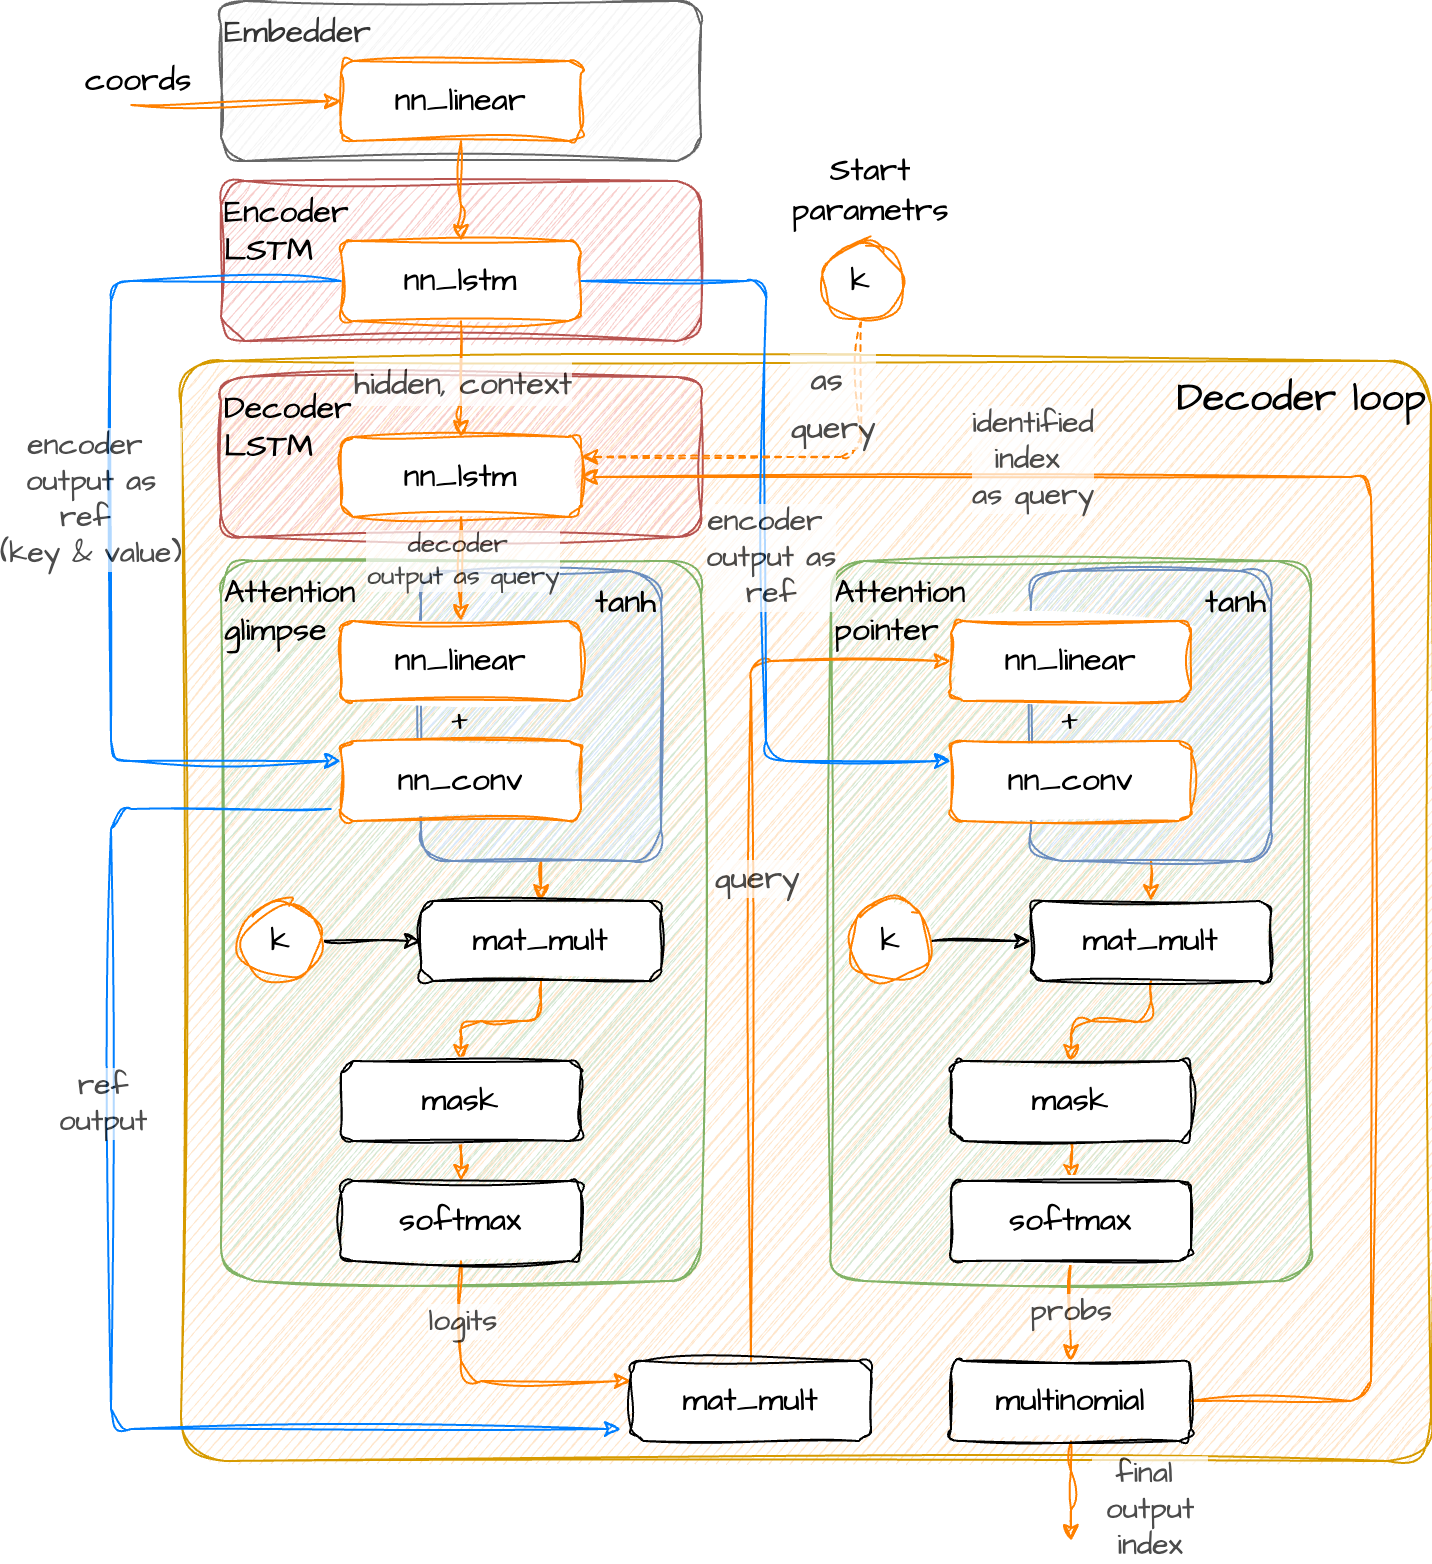 Embedder
coords
nn_linear
Start
parametrs
Encoder
LSTM
nn_lstm
k
hidden, context
as
query
Decoder loop
Decoder
LSTM
nn_lstm
identified
index
as query
encoder
output as
ref
(key & value)
encoder
output as
ref
decoder
output as query
Attention
glimpse
tanh
nn_linear
+
nn_conv
Attention
pointer
tanh
nn_linear
+
nn_conv
query
k
mat_mult
k
mat_mult
ref
output
mask
softmax
mask
softmax
logits
probs
mat_mult
multinomial
final
output
index